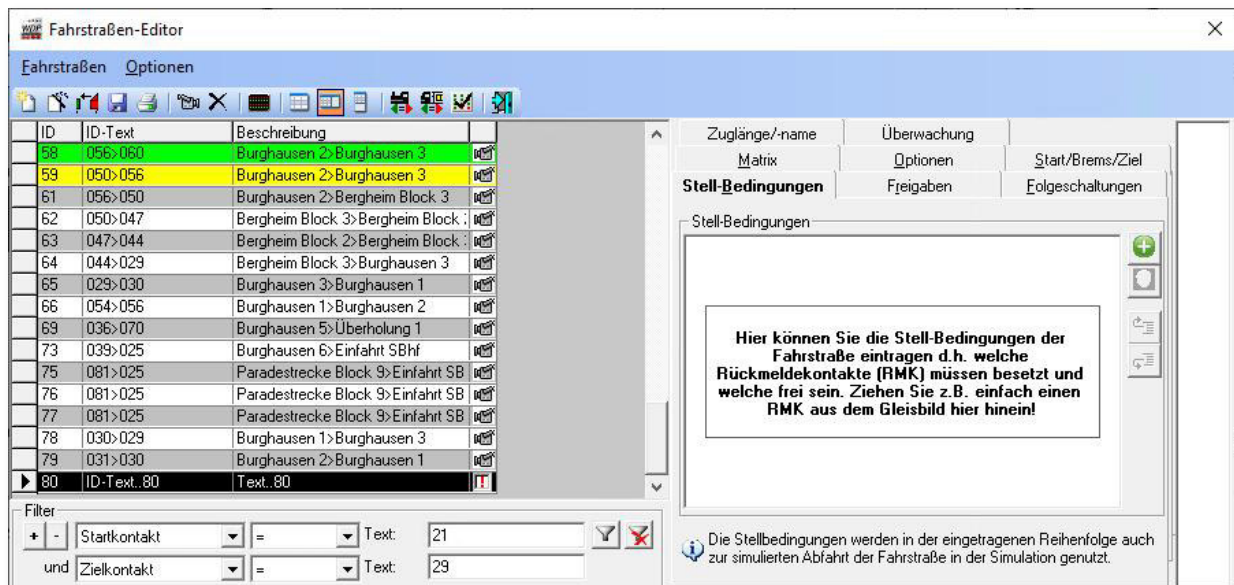 Fahrstraßen-Editor
Fahrstraßen Optionen
ID ID-Text Beschreibung
58 056>060 Burghausen 2>Burghausen 3
59 050>056 Burghausen 2>Burghausen 3
61 056>050 Burghausen 2>Bergheim Block 3
62 050>047 Bergheim Block 3>Bergheim Block
63 047>044 Bergheim Block 2>Bergheim Block
64 044>029 Bergheim Block 3>Burghausen 3
65 029>030 Burghausen 3>Burghausen 1
66 054>056 Burghausen 1>Burghausen 2
69 036>070 Burghausen 5>Überholung 1
73 039>025 Burghausen 6>Einfahrt SBhf
75 081>025 Paradestrecke Block 9>Einfahrt SB
76 081>025 Paradestrecke Block 9>Einfahrt SB
77 081>025 Paradestrecke Block 9>Einfahrt SB
78 030>029 Burghausen 1>Burghausen 3
79 031>030 Burghausen 2>Burghausen 1
80 ID-Text..80 Text..80
Filter
+ - Startkontakt = Text: 21
und Zielkontakt = Text: 29
Zuglänge/-name Überwachung
Matrix Optionen Start/Brems/Ziel
Stell-Bedingungen Freigaben Folgeschaltungen
Stell-Bedingungen
Hier können Sie die Stell-Bedingungen der
Fahrstraße eintragen d.h. welche
Rückmeldekontakte (RMK) müssen besetzt und
welche frei sein. Ziehen Sie z.B. einfach einen
RMK aus dem Gleisbild hier hinein!
Die Stellbedingungen werden in der eingetragenen Reihenfolge auch
zur simulierten Abfahrt der Fahrstraße in der Simulation genutzt.